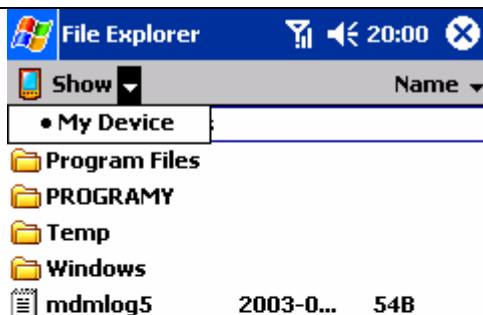 File Explorer 20:00
Show Name
My Device
Program Files
PROGRAMY
Temp
Windows
mdmlog5 2003-0... 54B